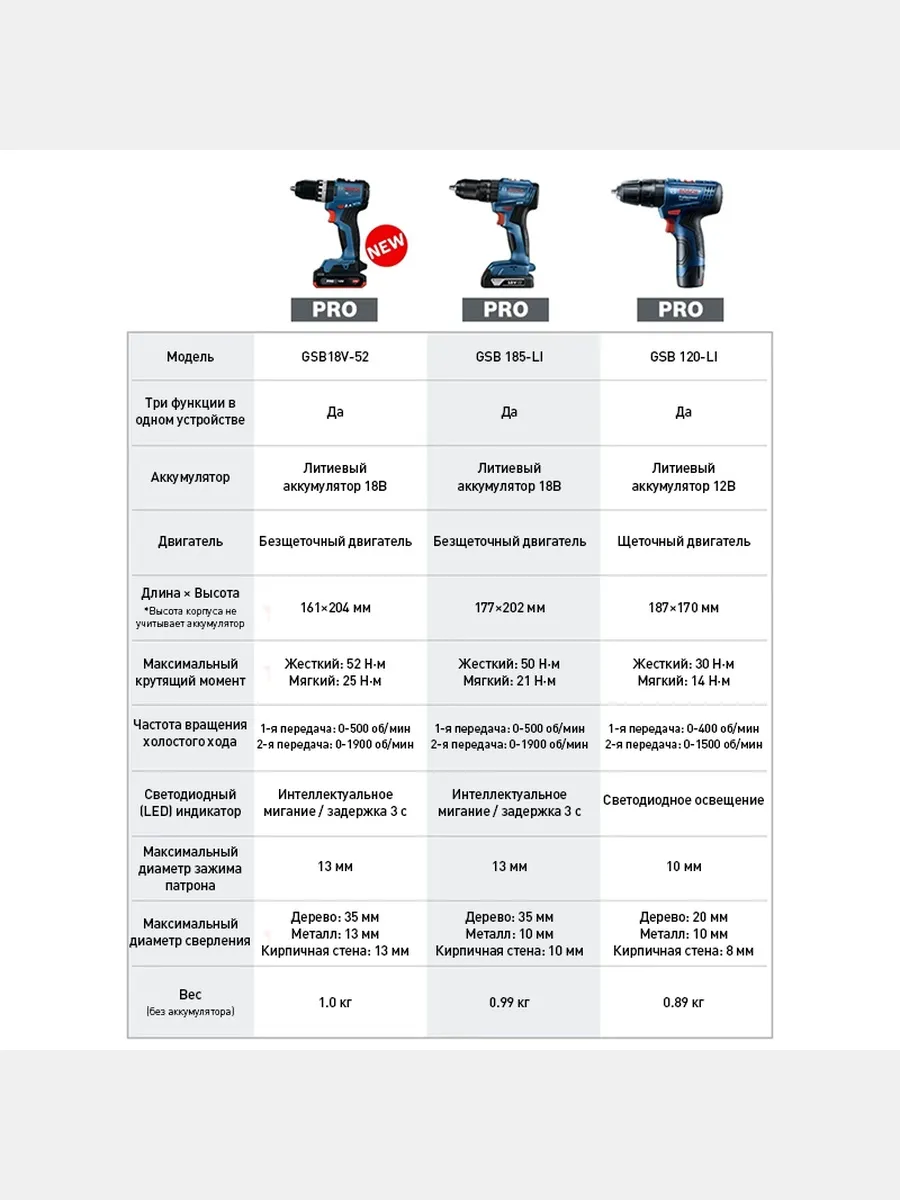 NEW
PRO
PRO
PRO
Модель
GSB18V-52
GSB 185-LI
GSB 120-LI
Три функции в
одном устройстве
Да
Да
Да
Аккумулятор
Литиевый
аккумулятор 18В
Литиевый
аккумулятор 18В
Литиевый
аккумулятор 12В
Двигатель
Безщеточный двигатель
Безщеточный двигатель
Щеточный двигатель
Длина × Высота
*Высота корпуса не
учитывает аккумулятор
161×204 мм
177×202 мм
187×170 мм
Максимальный
крутящий момент
Жесткий: 52 Н·м
Мягкий: 25 Н·м
Жесткий: 50 Н·м
Мягкий: 21 Н·м
Жесткий: 30 Н·м
Мягкий: 14 Н·м
Частота вращения
холостого хода
1-я передача: 0-500 об/мин
2-я передача: 0-1900 об/мин
1-я передача: 0-500 об/мин
2-я передача: 0-1900 об/мин
1-я передача: 0-400 об/мин
2-я передача: 0-1500 об/мин
Светодиодный
(LED) индикатор
Интеллектуальное
мигание / задержка 3 с
Интеллектуальное
мигание / задержка 3 с
Светодиодное освещение
Максимальный
диаметр зажима
патрона
13 мм
13 мм
10 мм
Максимальный
диаметр сверления
Дерево: 35 мм
Металл: 13 мм
Кирпичная стена: 13 мм
Дерево: 35 мм
Металл: 10 мм
Кирпичная стена: 10 мм
Дерево: 20 мм
Металл: 10 мм
Кирпичная стена: 8 мм
Вес
(без аккумулятора)
1.0 кг
0.99 кг
0.89 кг